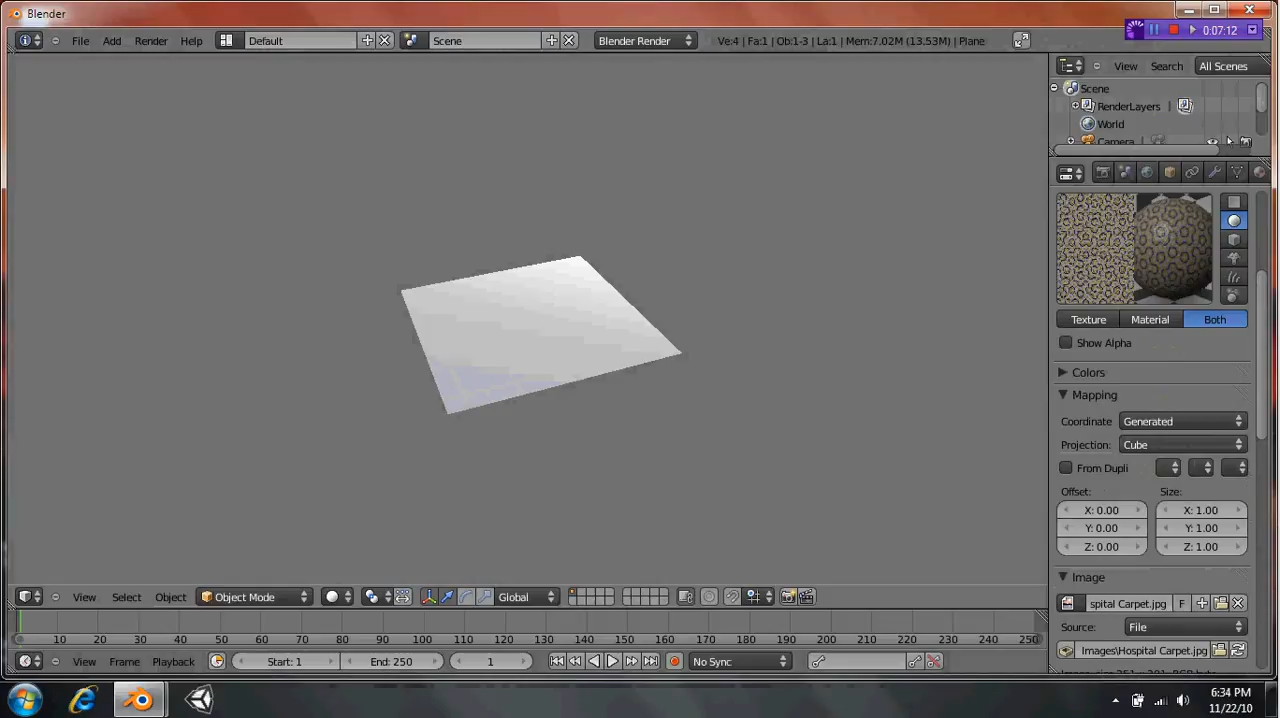 Blender
File Add Render Help Default Scene Blender Render Ve:4 | Fa:1 | Ob:1-3 | La:1 | Mem:7.02M (13.53M) | Plane
0:07:12
View Search All Scenes
Scene
RenderLayers |
World
Camera |
Texture Material Both
Show Alpha
Colors
Mapping
Coordinate Generated
Projection: Cube
From Dupli
Offset: Size:
X: 0.00 X: 1.00
Y: 0.00 Y: 1.00
Z: 0.00 Z: 1.00
Image
spital Carpet.jpg F
Source: File
Images\Hospital Carpet.jpg
View Select Object Object Mode Global
0 10 20 30 40 50 60 70 80 90 100 110 120 130 140 150 160 170 180 190 200 210 220 230 240 250
View Frame Playback Start: 1 End: 250 1 No Sync
6:34 PM
11/22/10